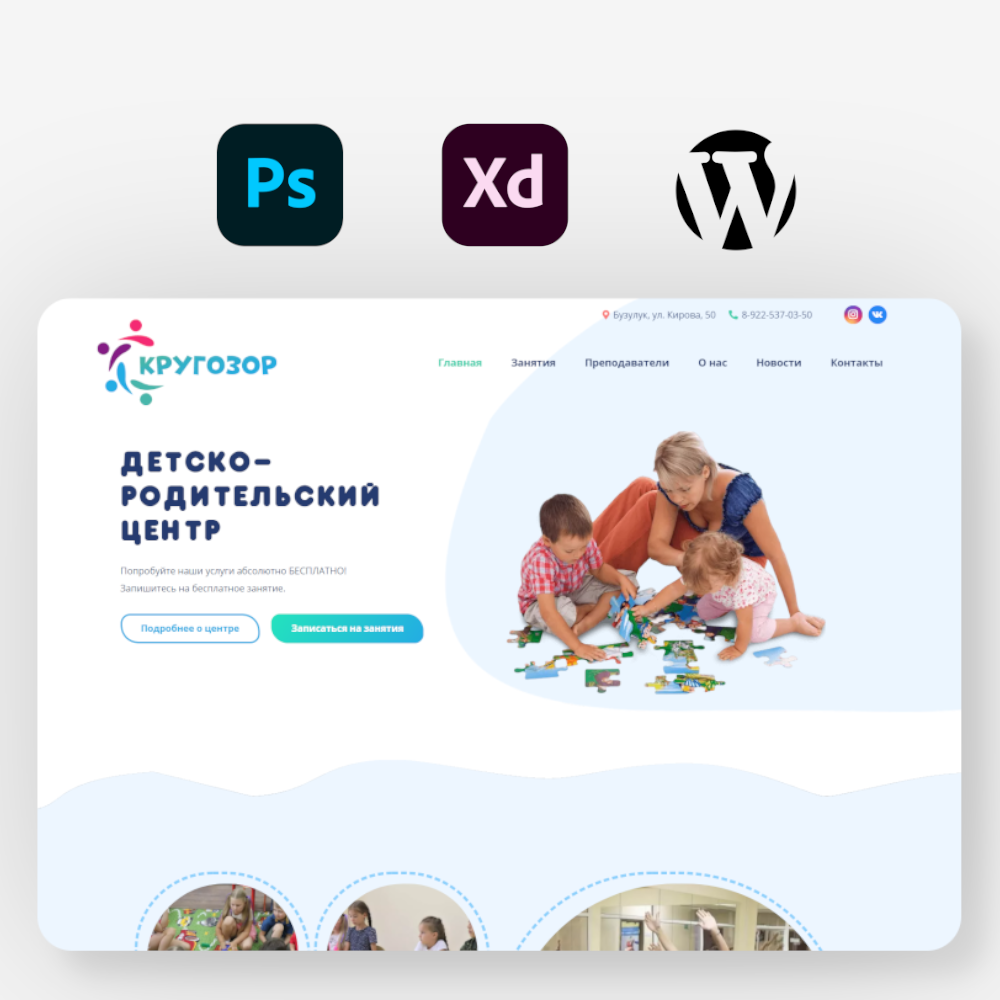 Ps
Xd
W
Бузулук, ул. Кирова, 50
8-922-537-03-50
КРУГОЗОР
Главная
Занятия
Преподаватели
О нас
Новости
Контакты
ДЕТСКО-
РОДИТЕЛЬСКИЙ
ЦЕНТР
Попробуйте наши услуги абсолютно БЕСПЛАТНО!
Запишитесь на бесплатное занятие.
Подробнее о центре
Записаться на занятия